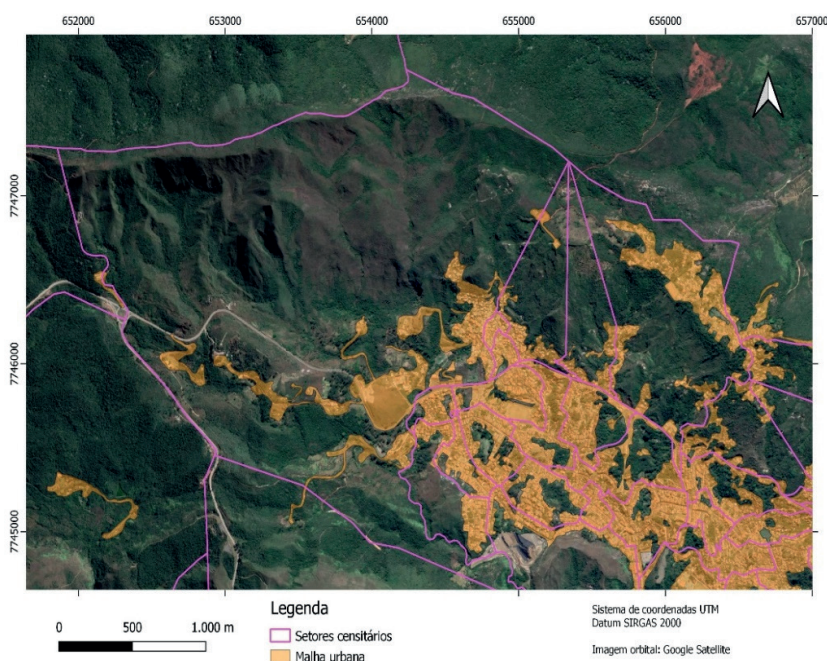 652000 653000 654000 655000 656000 657000
7747000
7746000
7745000
Legenda
0 500 1.000 m
Setores censitários
Malha urbana
Sistema de coordenadas UTM
Datum SIRGAS 2000
Imagem orbital: Google Satellite